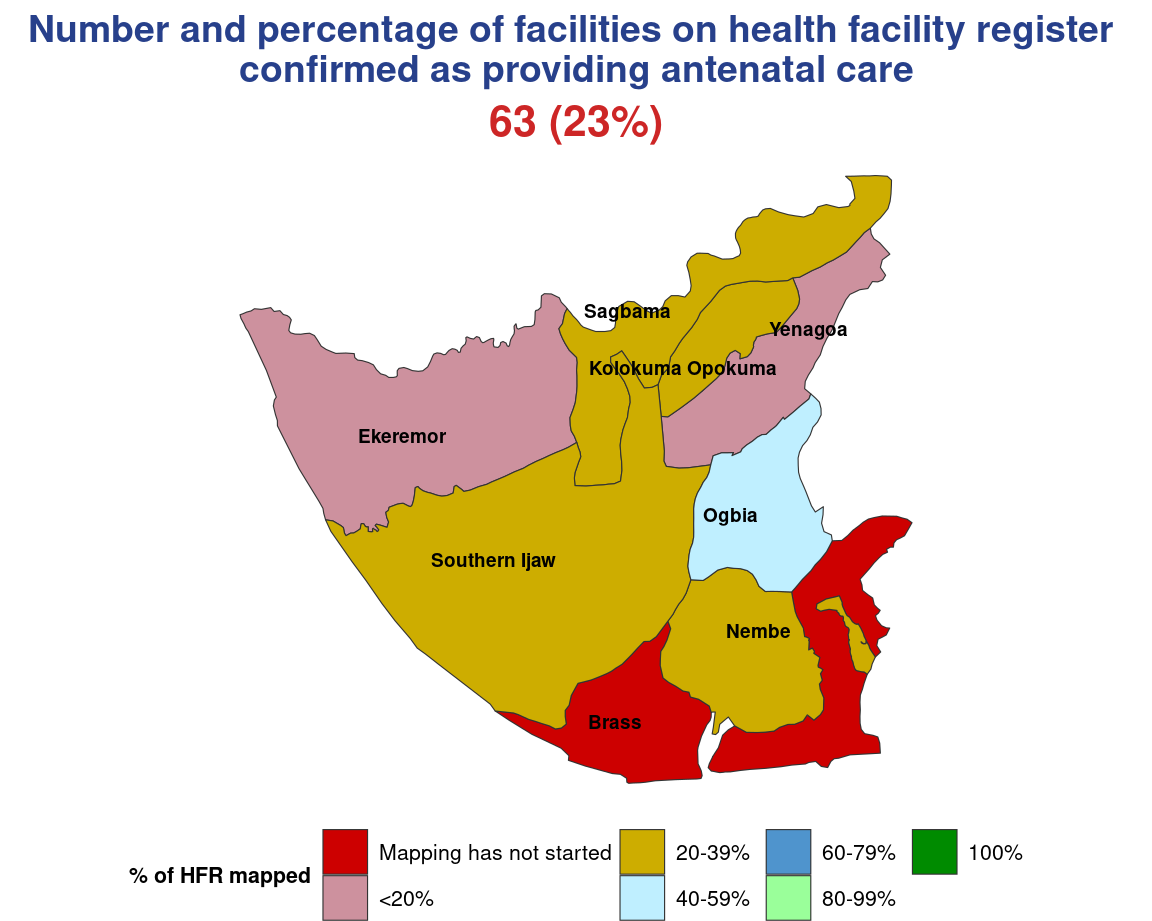 Number and percentage of facilities on health facility register
confirmed as providing antenatal care
63 (23%)
Sagbama
Yenagoa
Kolokuma Opokuma
Ekeremor
Ogbia
Southern Ijaw
Nembe
Brass
% of HFR mapped
Mapping has not started
<20%
20-39%
40-59%
60-79%
80-99%
100%